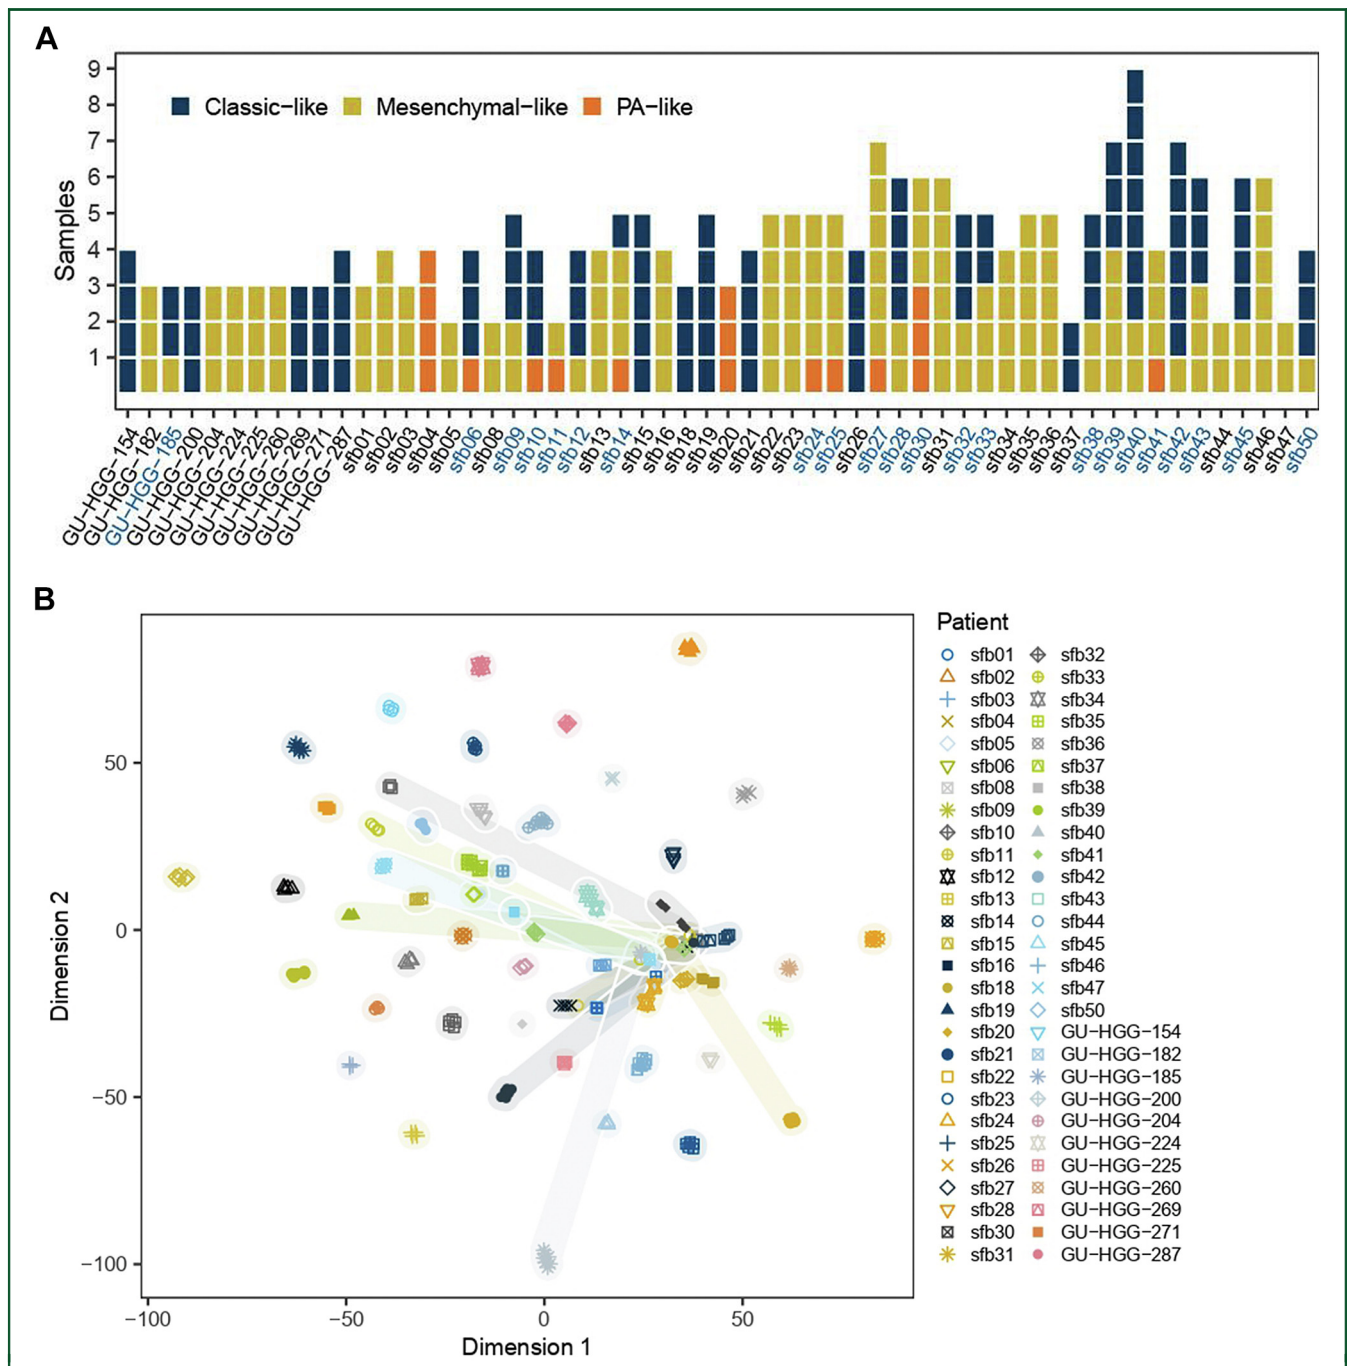 A
Samples
9
8
7
6
5
4
3
2
1
Classic−like
Mesenchymal−like
PA−like
GU−HGG−154
GU−HGG−182
GU−HGG−185
GU−HGG−200
GU−HGG−204
GU−HGG−224
GU−HGG−225
GU−HGG−260
GU−HGG−269
GU−HGG−271
GU−HGG−287
sfb01
sfb02
sfb03
sfb04
sfb05
sfb06
sfb08
sfb09
sfb10
sfb11
sfb12
sfb13
sfb14
sfb15
sfb16
sfb18
sfb19
sfb20
sfb21
sfb22
sfb23
sfb24
sfb25
sfb26
sfb27
sfb28
sfb30
sfb31
sfb32
sfb33
sfb34
sfb35
sfb36
sfb37
sfb38
sfb39
sfb40
sfb41
sfb42
sfb43
sfb44
sfb45
sfb46
sfb47
sfb50
B
Dimension 2
50
0
−50
−100
−100
−50
0
50
Dimension 1
Patient
sfb01 sfb32
sfb02 sfb33
sfb03 sfb34
sfb04 sfb35
sfb05 sfb36
sfb06 sfb37
sfb08 sfb38
sfb09 sfb39
sfb10 sfb40
sfb11 sfb41
sfb12 sfb42
sfb13 sfb43
sfb14 sfb44
sfb15 sfb45
sfb16 sfb46
sfb18 sfb47
sfb19 sfb50
sfb20 GU−HGG−154
sfb21 GU−HGG−182
sfb22 GU−HGG−185
sfb23 GU−HGG−200
sfb24 GU−HGG−204
sfb25 GU−HGG−224
sfb26 GU−HGG−225
sfb27 GU−HGG−260
sfb28 GU−HGG−269
sfb30 GU−HGG−271
sfb31 GU−HGG−287